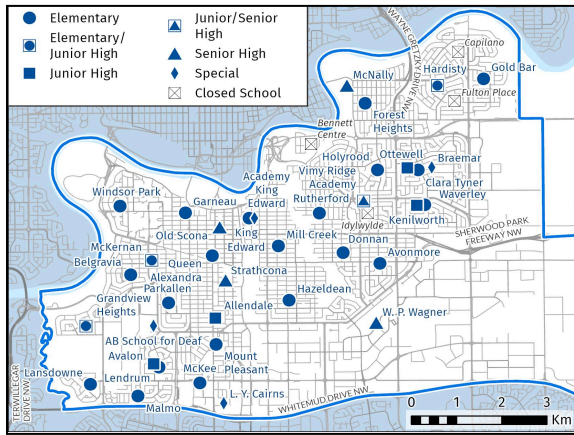 Elementary
Elementary/
Junior High
Junior High
Junior/Senior
High
Senior High
Special
Closed School
WAYNE GRETZKY DRIVE NW
Capilano
McNally
Hardisty
Gold Bar
Fulton Place
Forest
Heights
Bennett
Centre
Holyrood
Ottewell
Braemar
Vimy Ridge
Academy
Clara Tyner
Academy
King
Edward
Rutherford
Waverley
Windsor Park
Garneau
Idylwylde
Kenilworth
SHERWOOD PARK
FREEWAY NW
Old Scona
King
Edward
Mill Creek
Donnan
McKernan
Belgravia
Queen
Alexandra
Strathcona
Avonmore
Parkallen
Grandview
Heights
Allendale
Hazeldean
W. P. Wagner
AB School for Deaf
Avalon
Mount
Pleasant
Lansdowne
Lendrum
McKee
Malmo
L. Y. Cairns
WHITEMUD DRIVE NW
TERWILLEGAR
DRIVE NW
0 1 2 3
Km